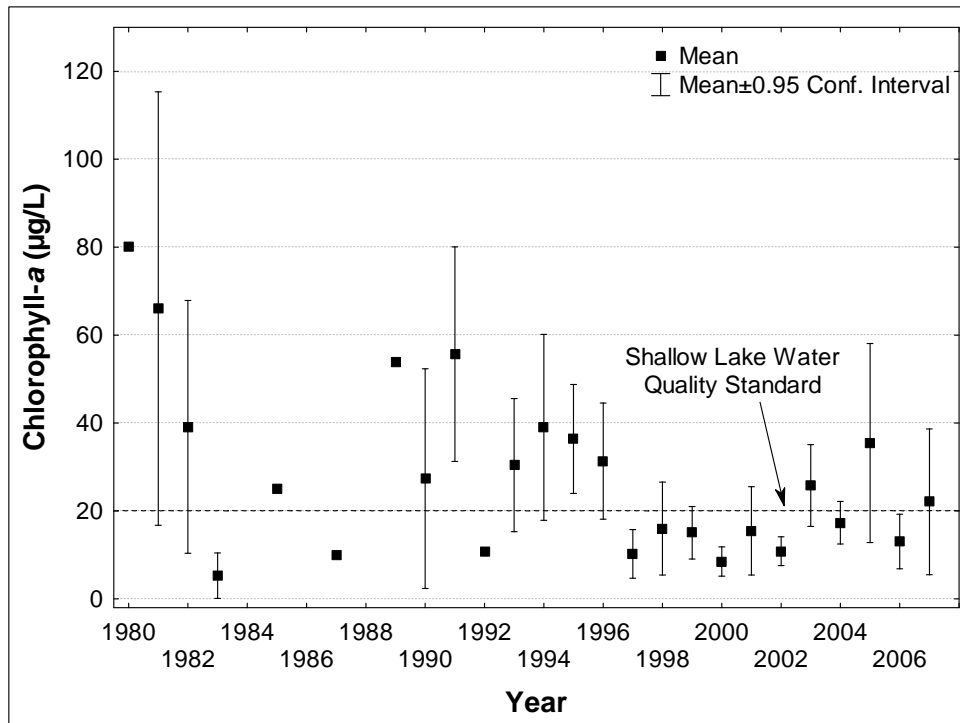 Mean
Mean±0.95 Conf. Interval
120
100
80
60
40
20
0
Chlorophyll-a (µg/L)
Shallow Lake Water
Quality Standard
1980 1984 1988 1992 1996 2000 2004
1982 1986 1990 1994 1998 2002 2006
Year